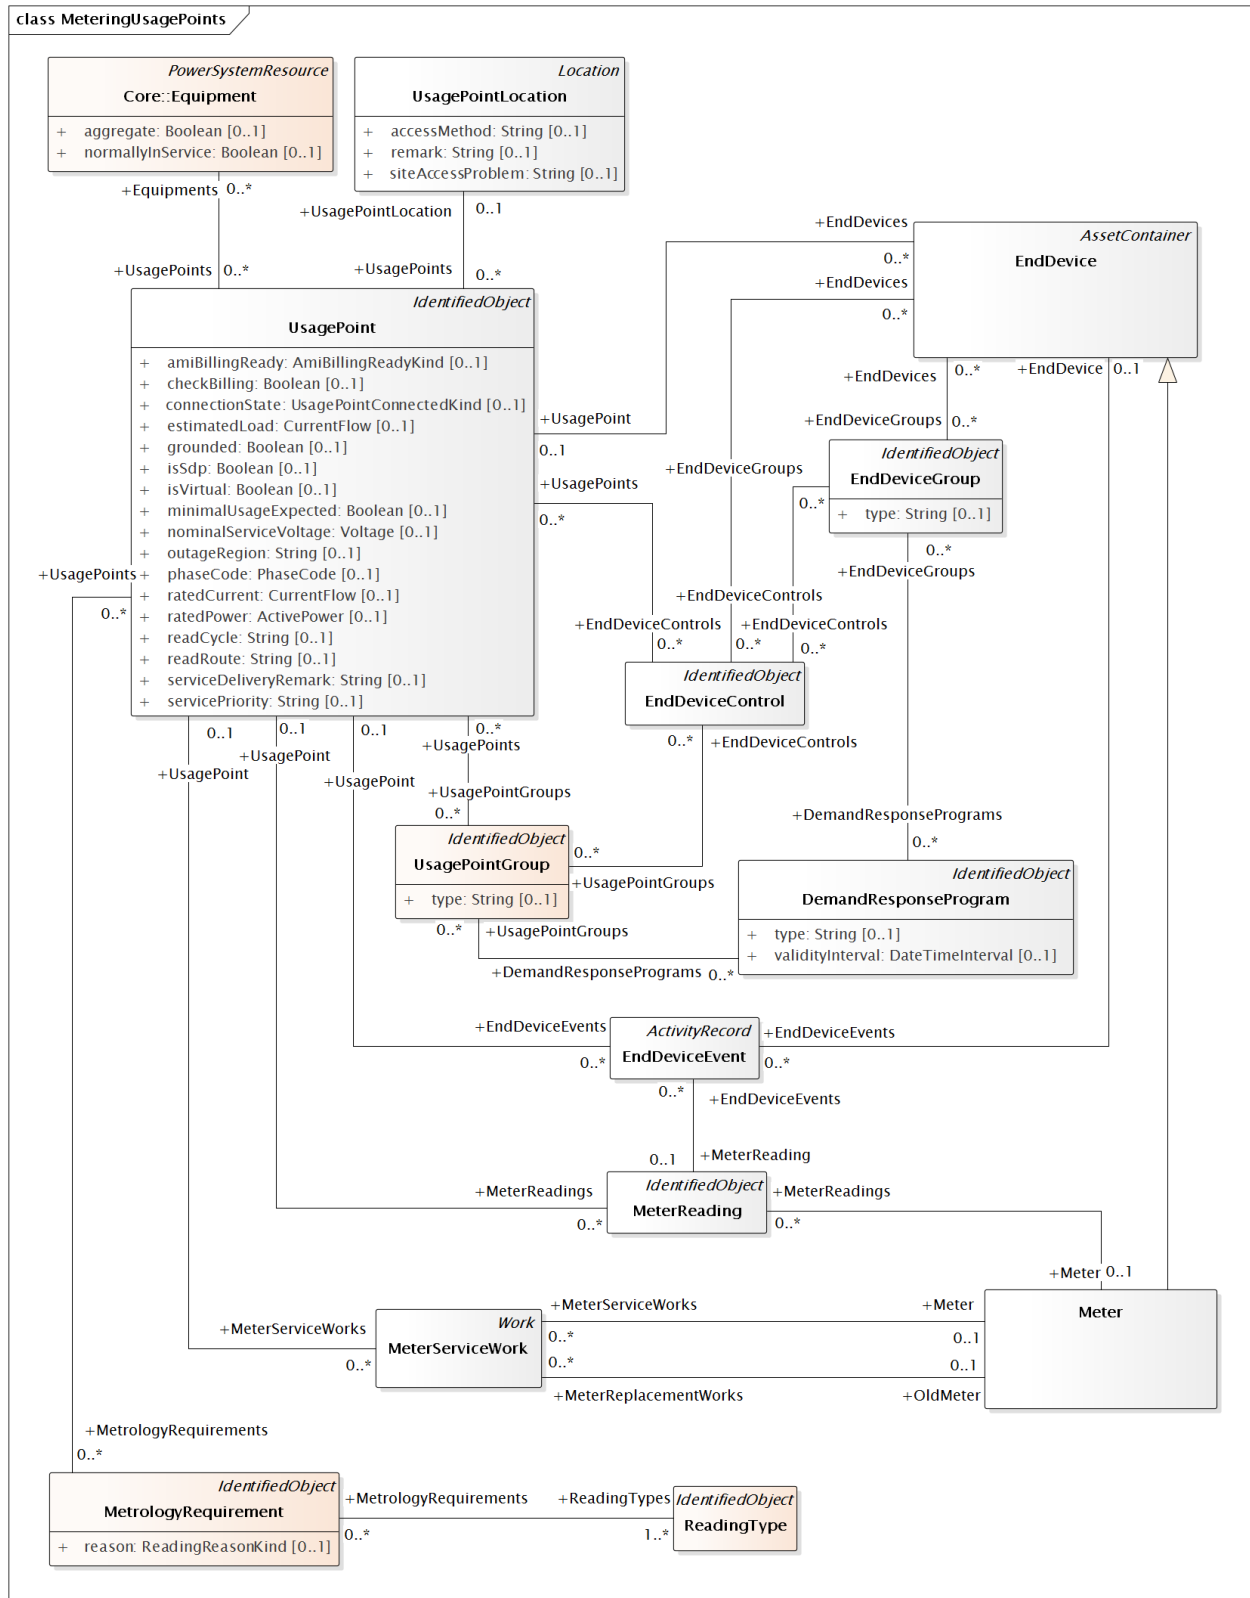 class MeteringUsagePoints
PowerSystemResource
Core::Equipment
+ aggregate: Boolean [0..1]
+ normallyInService: Boolean [0..1]
Location
UsagePointLocation
+ accessMethod: String [0..1]
+ remark: String [0..1]
+ siteAccessProblem: String [0..1]
+Equipments 0..*
+UsagePointLocation 0..1
+UsagePoints 0..*
+UsagePoints 0..*
+EndDevices
0..*
+EndDevices
0..*
AssetContainer
EndDevice
IdentifiedObject
UsagePoint
+ amiBillingReady: AmiBillingReadyKind [0..1]
+ checkBilling: Boolean [0..1]
+ connectionState: UsagePointConnectedKind [0..1]
+ estimatedLoad: CurrentFlow [0..1]
+ grounded: Boolean [0..1]
+ isSdp: Boolean [0..1]
+ isVirtual: Boolean [0..1]
+ minimalUsageExpected: Boolean [0..1]
+ nominalServiceVoltage: Voltage [0..1]
+ outageRegion: String [0..1]
+ phaseCode: PhaseCode [0..1]
+ ratedCurrent: CurrentFlow [0..1]
+ ratedPower: ActivePower [0..1]
+ readCycle: String [0..1]
+ readRoute: String [0..1]
+ serviceDeliveryRemark: String [0..1]
+ servicePriority: String [0..1]
+EndDevices 0..*
+EndDevice 0..1
+UsagePoint
0..1
+EndDeviceGroups 0..*
+EndDeviceGroups
+UsagePoints
0..*
0..*
IdentifiedObject
EndDeviceGroup
+ type: String [0..1]
0..*
+EndDeviceGroups
+UsagePoints
0..*
+EndDeviceControls
+EndDeviceControls
+EndDeviceControls
0..*
0..*
0..*
IdentifiedObject
EndDeviceControl
0..*
+EndDeviceControls
0..1
+UsagePoint
0..1
+UsagePoint
0..1
+UsagePoint
0..*
+UsagePoints
+UsagePointGroups
0..*
IdentifiedObject
UsagePointGroup
+ type: String [0..1]
0..*
+UsagePointGroups
+DemandResponsePrograms
0..*
IdentifiedObject
DemandResponseProgram
+ type: String [0..1]
+ validityInterval: DateTimeInterval [0..1]
0..*
+UsagePointGroups
+DemandResponsePrograms 0..*
+EndDeviceEvents
0..*
ActivityRecord
EndDeviceEvent
+EndDeviceEvents
0..*
0..*
+EndDeviceEvents
0..1
+MeterReading
+MeterReadings
0..*
IdentifiedObject
MeterReading
+MeterReadings
0..*
+Meter 0..1
Meter
+MeterServiceWorks
0..*
Work
MeterServiceWork
+MeterServiceWorks
0..*
+Meter
0..1
0..*
+MeterReplacementWorks
0..1
+OldMeter
+MetrologyRequirements
0..*
IdentifiedObject
MetrologyRequirement
+ reason: ReadingReasonKind [0..1]
+MetrologyRequirements
0..*
+ReadingTypes
1..*
IdentifiedObject
ReadingType